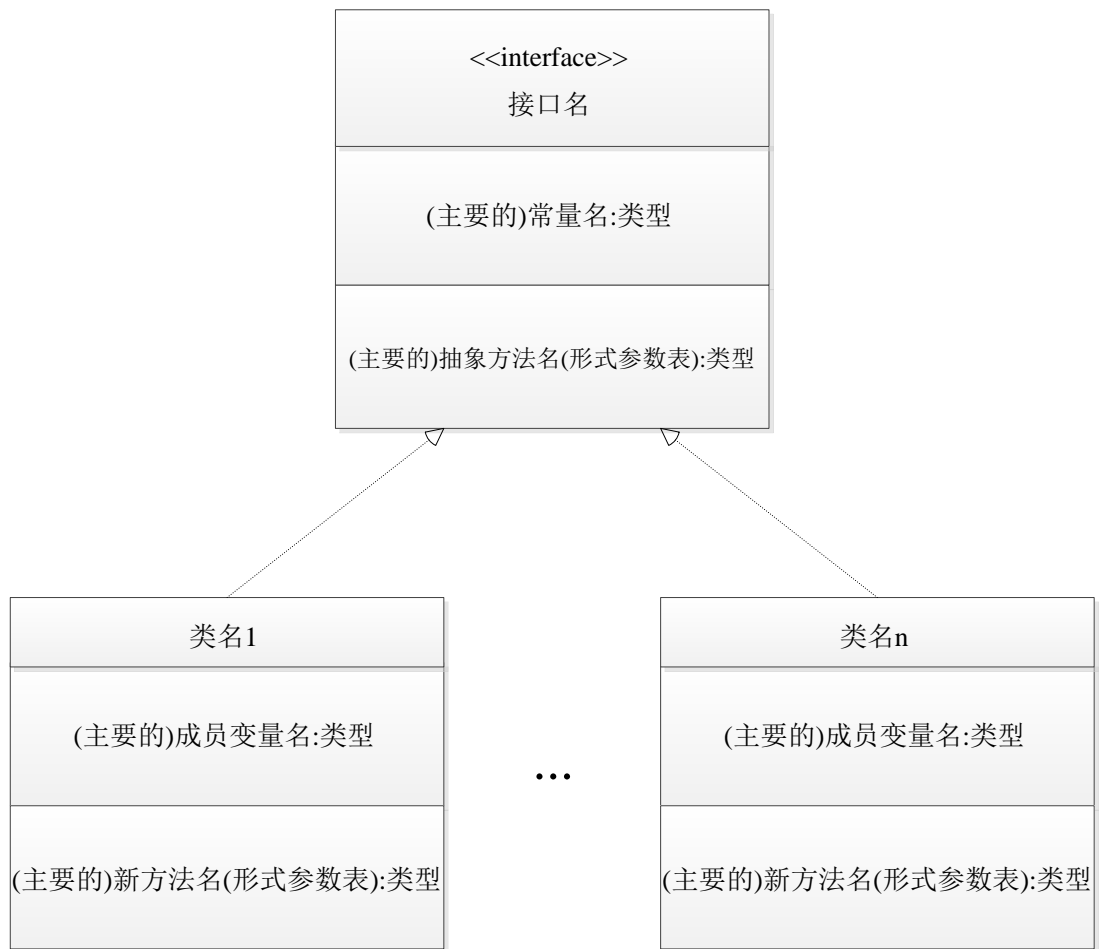 <<interface>>
接口名
(主要的)常量名:类型
(主要的)抽象方法名(形式参数表):类型
类名1
(主要的)成员变量名:类型
(主要的)新方法名(形式参数表):类型
...
类名n
(主要的)成员变量名:类型
(主要的)新方法名(形式参数表):类型